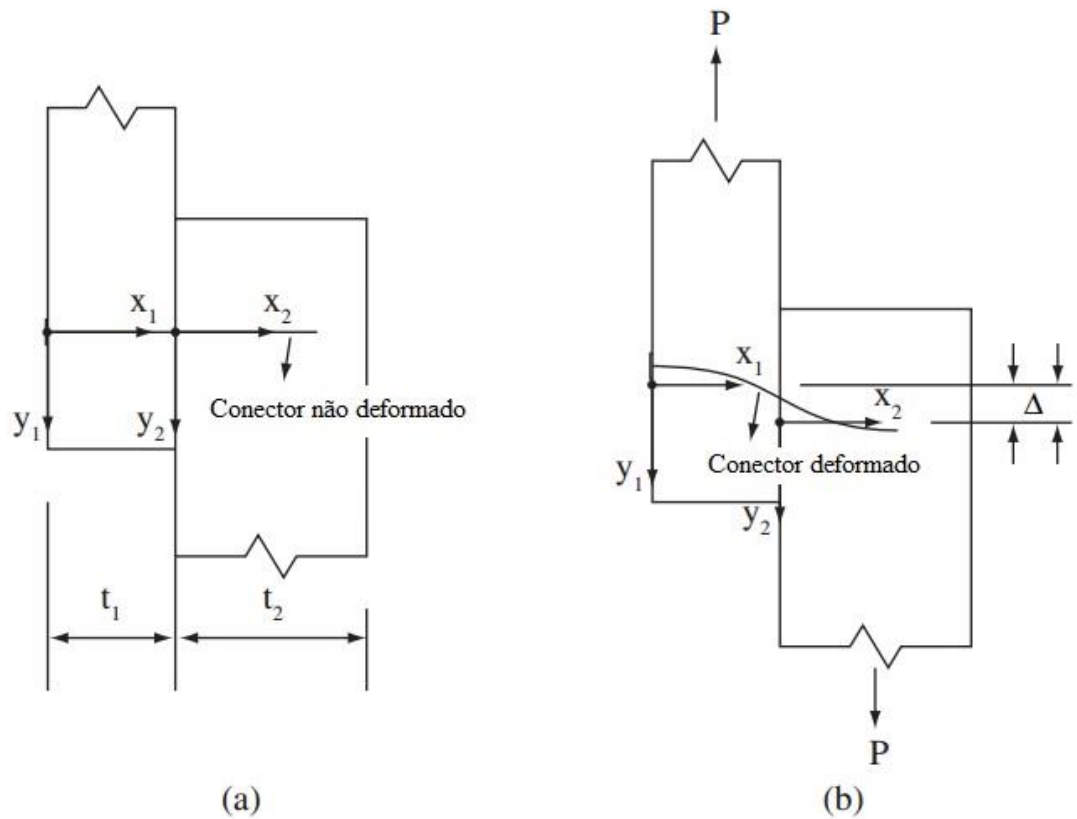 x₁
x₂
Conector não deformado
y₁
y₂
t₁
t₂
(a)
P
x₁
x₂
Δ
Conector deformado
y₁
y₂
P
(b)